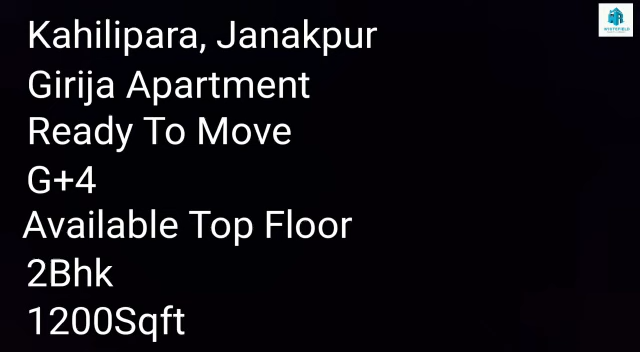 Kahilipara, Janakpur
Girija Apartment
Ready To Move
G+4
Available Top Floor
2Bhk
1200Sqft